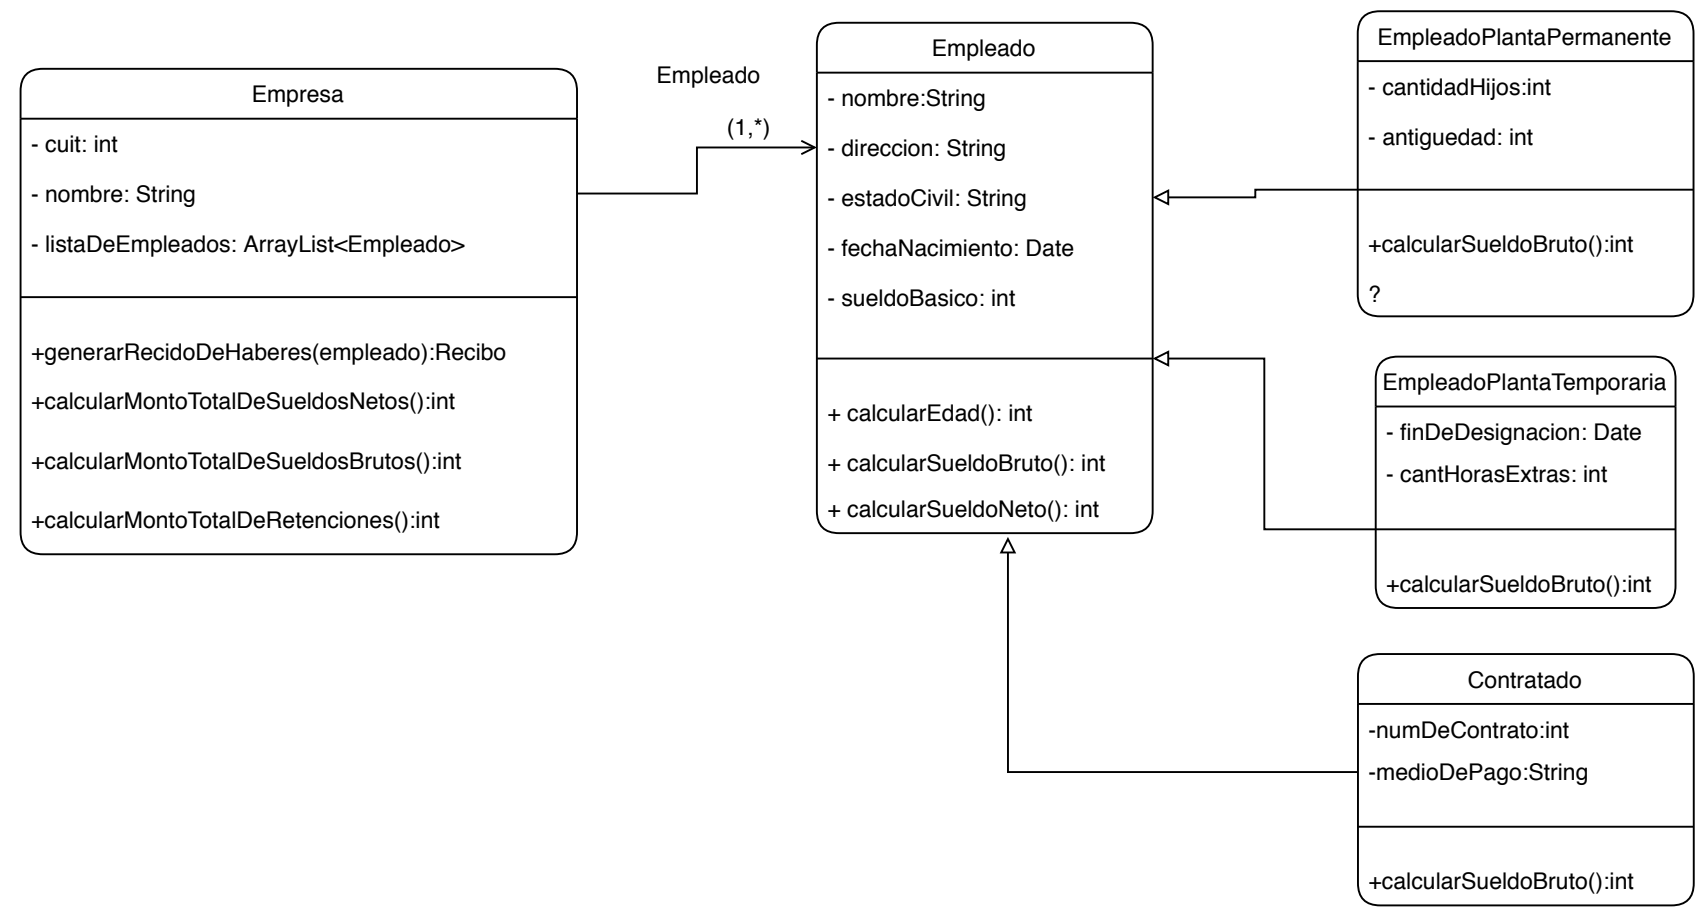 Empresa
- cuit: int
- nombre: String
- listaDeEmpleados: ArrayList<Empleado>
+generarRecidoDeHaberes(empleado):Recibo
+calcularMontoTotalDeSueldosNetos():int
+calcularMontoTotalDeSueldosBrutos():int
+calcularMontoTotalDeRetenciones():int
Empleado
(1,*)
Empleado
- nombre:String
- direccion: String
- estadoCivil: String
- fechaNacimiento: Date
- sueldoBasico: int
+ calcularEdad(): int
+ calcularSueldoBruto(): int
+ calcularSueldoNeto(): int
EmpleadoPlantaPermanente
- cantidadHijos:int
- antiguedad: int
+calcularSueldoBruto():int
?
EmpleadoPlantaTemporaria
- finDeDesignacion: Date
- cantHorasExtras: int
+calcularSueldoBruto():int
Contratado
-numDeContrato:int
-medioDePago:String
+calcularSueldoBruto():int